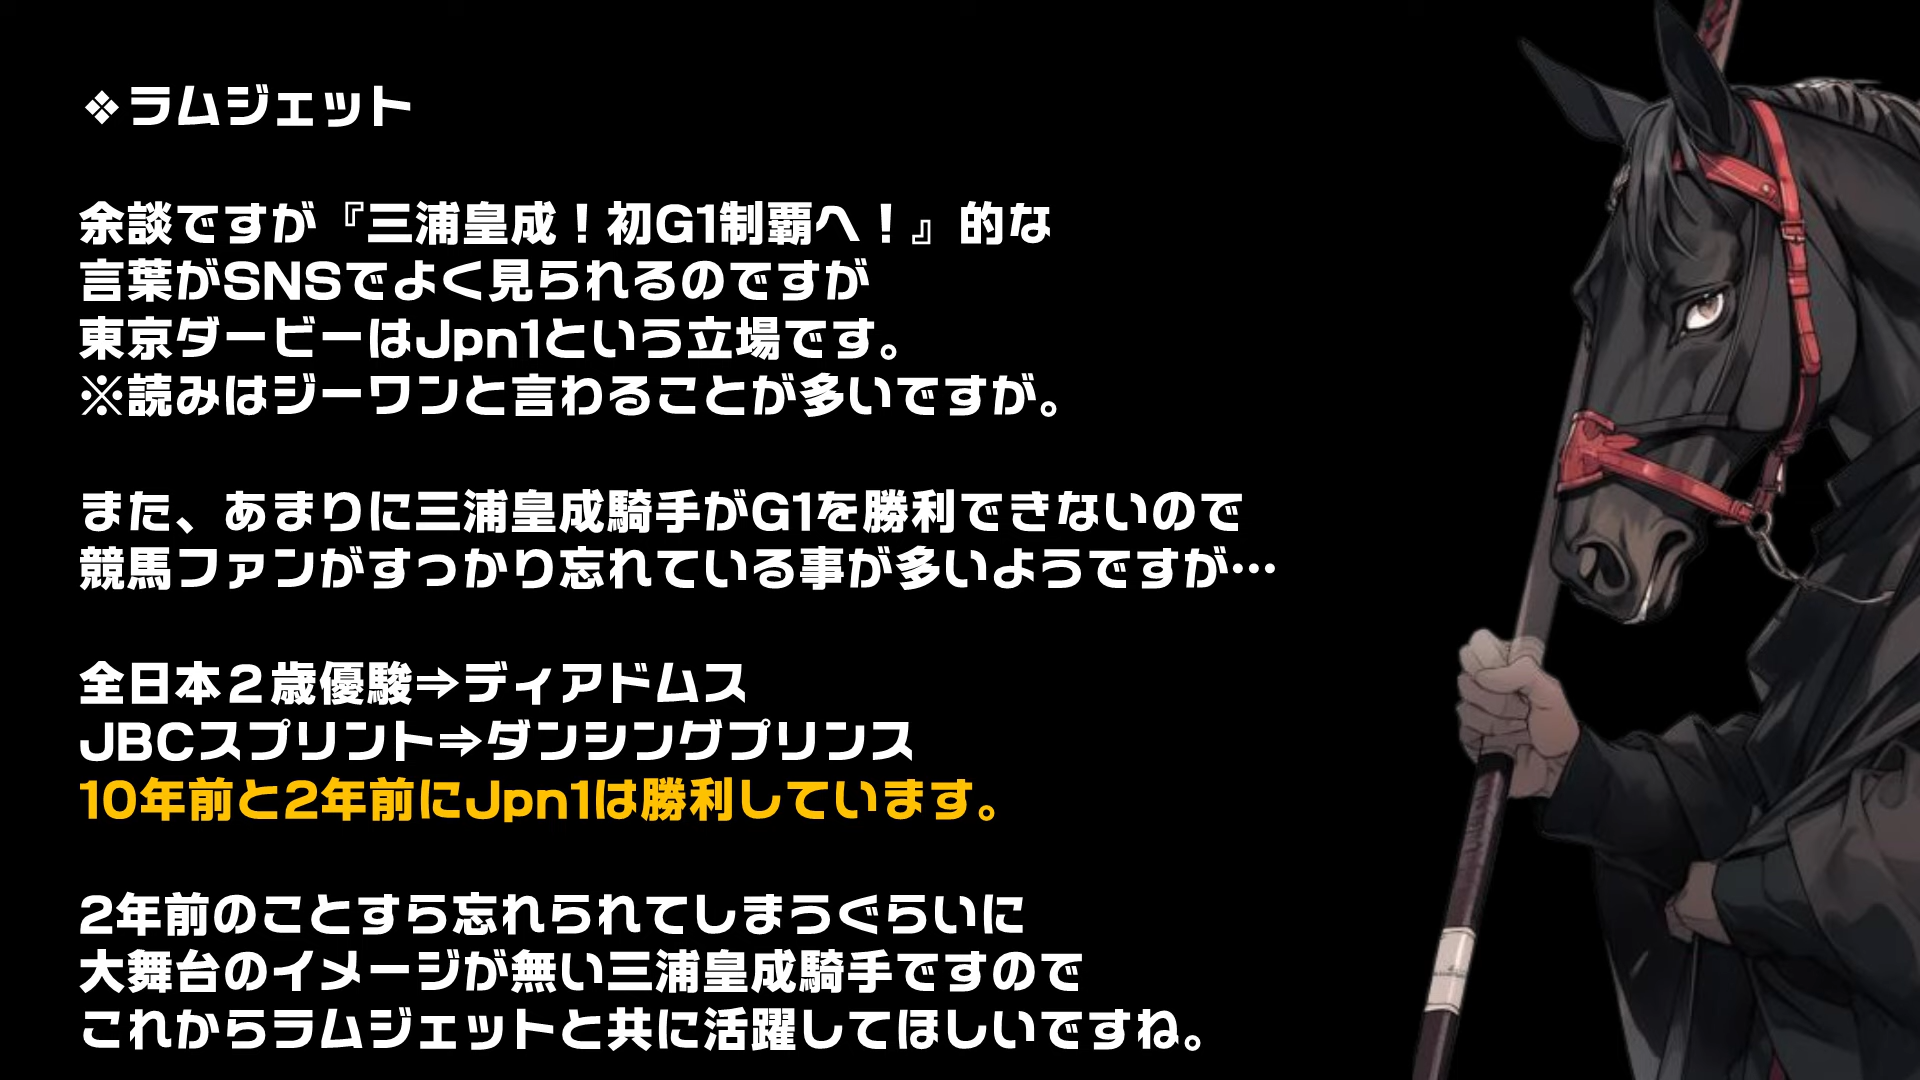 ❖ラムジェット
余談ですが『三浦皇成！初G1制覇へ！』的な
言葉がSNSでよく見られるのですが
東京ダービーはJpn1という立場です。
※読みはジーワンと言わることが多いですが。
また、あまりに三浦皇成騎手がG1を勝利できないので
競馬ファンがすっかり忘れている事が多いようですが…
全日本２歳優駿⇒ディアドムス
JBCスプリント⇒ダンシングプリンス
10年前と2年前にJpn1は勝利しています。
2年前のことすら忘れられてしまうぐらいに
大舞台のイメージが無い三浦皇成騎手ですので
これからラムジェットと共に活躍してほしいですね。